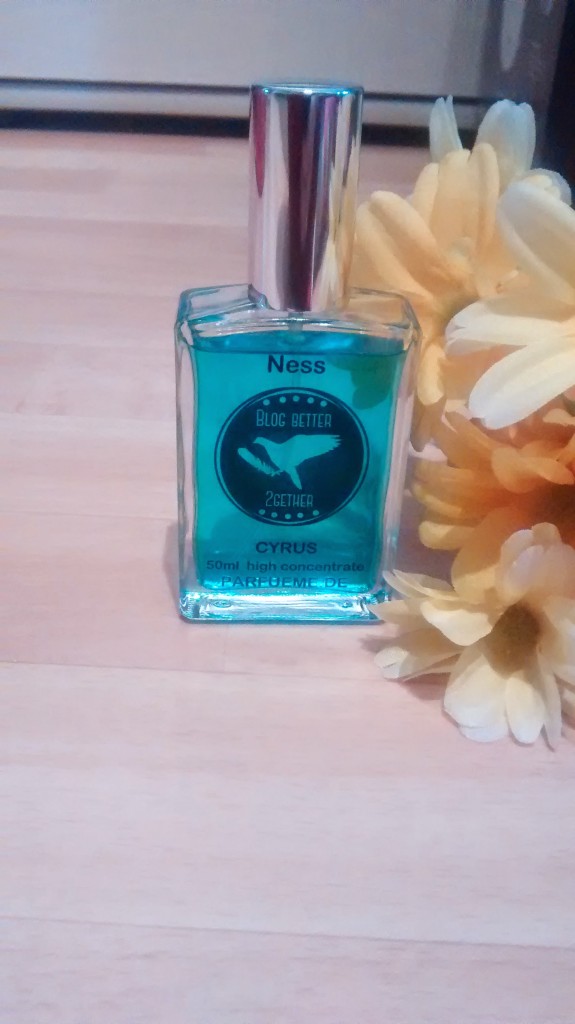 Ness
BLOG BETTER
2GETHER
CYRUS
50ml high concentrate
PARFUEME DE